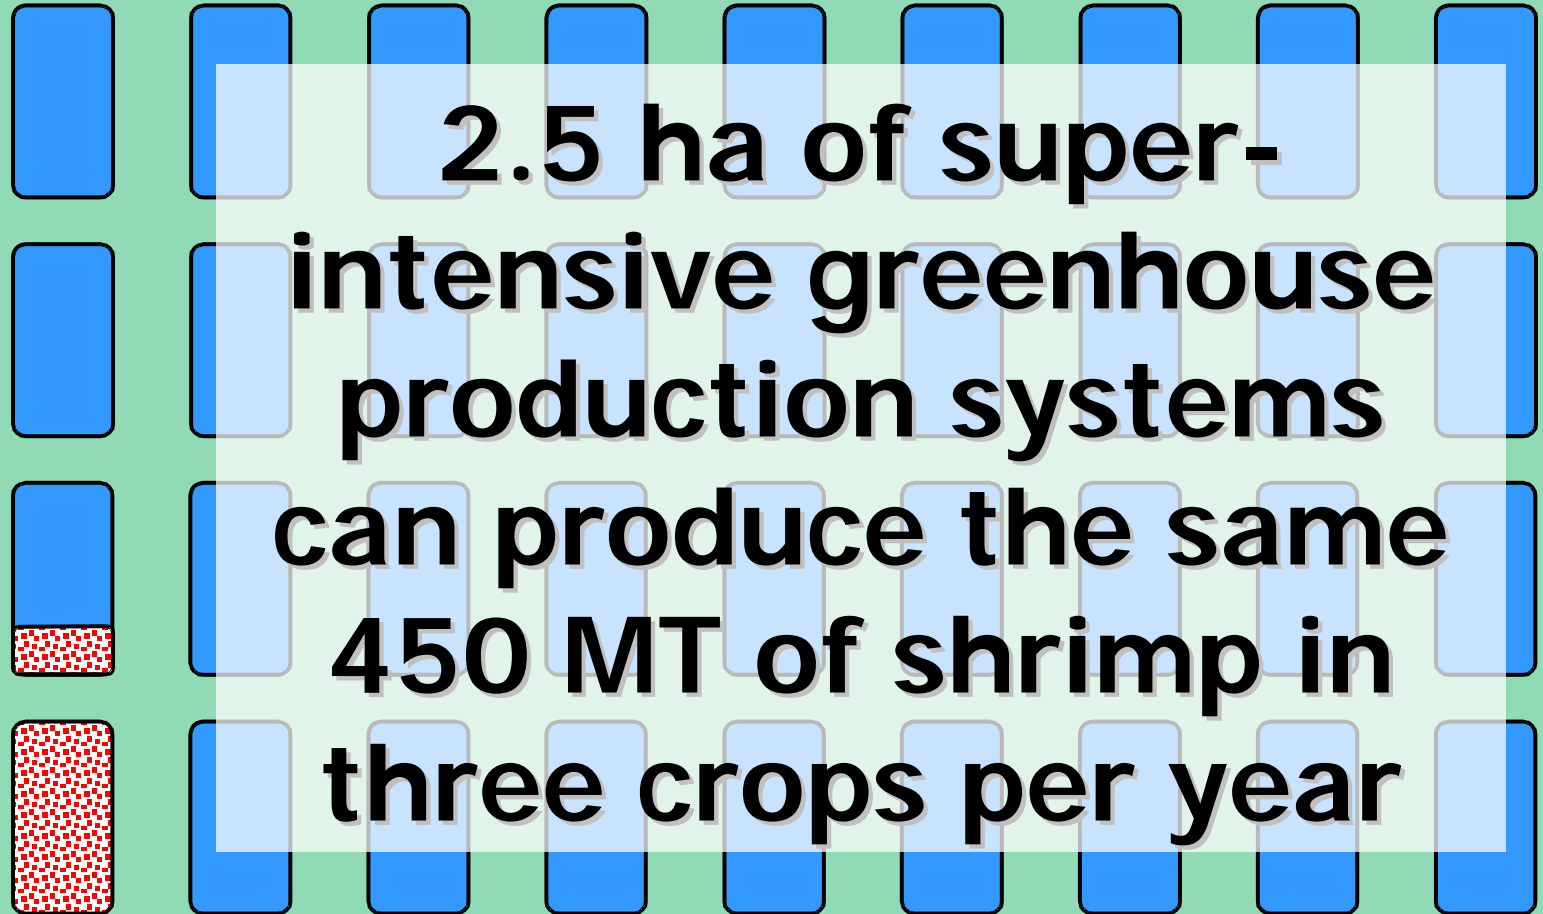 2.5 ha of super-
intensive greenhouse
production systems
can produce the same
450 MT of shrimp in
three crops per year